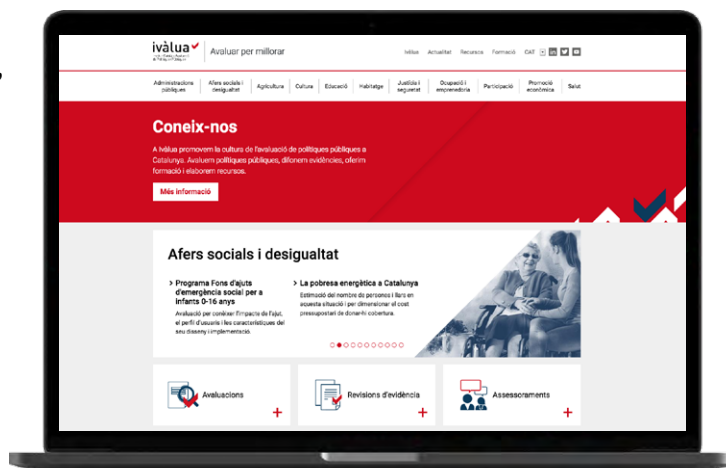 ivàlua
Avaluar per millorar
Ivàlua Actualitat Recursos Formació CAT
Administracions públiques
Afers socials i desigualtat
Agricultura
Cultura
Educació
Habitatge
Justícia i seguretat
Ocupació i emprenedoria
Participació
Promoció econòmica
Salut
Coneix-nos
A Ivàlua promovem la cultura de l'avaluació de polítiques públiques a
Catalunya. Avaluem polítiques públiques, difonem evidències, oferim
formació i elaborem recursos.
Més informació
Afers socials i desigualtat
> Programa Fons d'ajuts
d'emergència social per a
infants 0-16 anys
Avaluació per conèixer l'impacte de l'ajut,
el perfil d'usuaris i les característiques del
seu disseny i implementació.
> La pobresa energètica a Catalunya
Estimació del nombre de persones i llars en
aquesta situació i per dimensionar el cost
pressupostari de donar-hi cobertura.
Avaluacions
+
Revisions d'evidència
+
Assessoraments
+